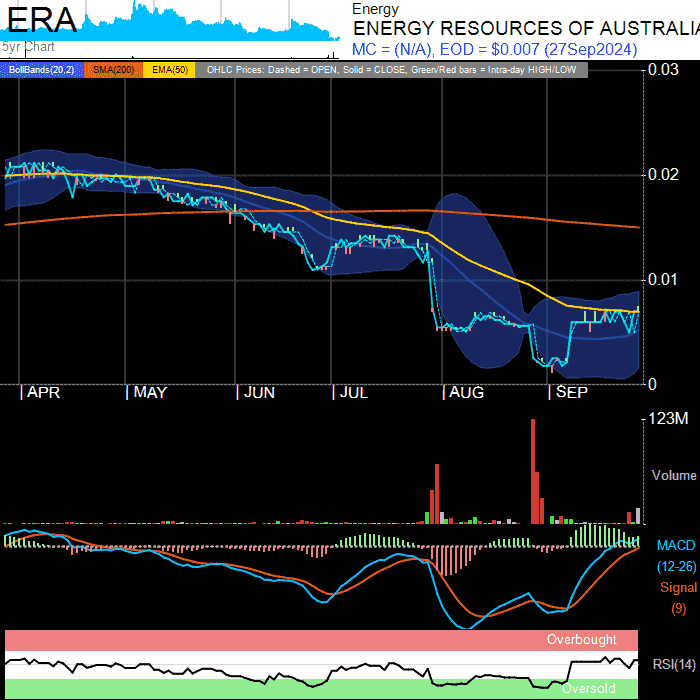 ERA
5yr Chart
Energy
ENERGY RESOURCES OF AUSTRALIA
MC = (N/A), EOD = $0.007 (27Sep2024)
BollBands(20,2) SMA(200) EMA(50) OHLC Prices: Dashed = OPEN, Solid = CLOSE, Green/Red bars = Intra-day HIGH/LOW
0.03
0.02
0.01
0
APR MAY JUN JUL AUG SEP
123M
Volume
MACD
(12-26)
Signal
(9)
Overbought
RSI(14)
Oversold